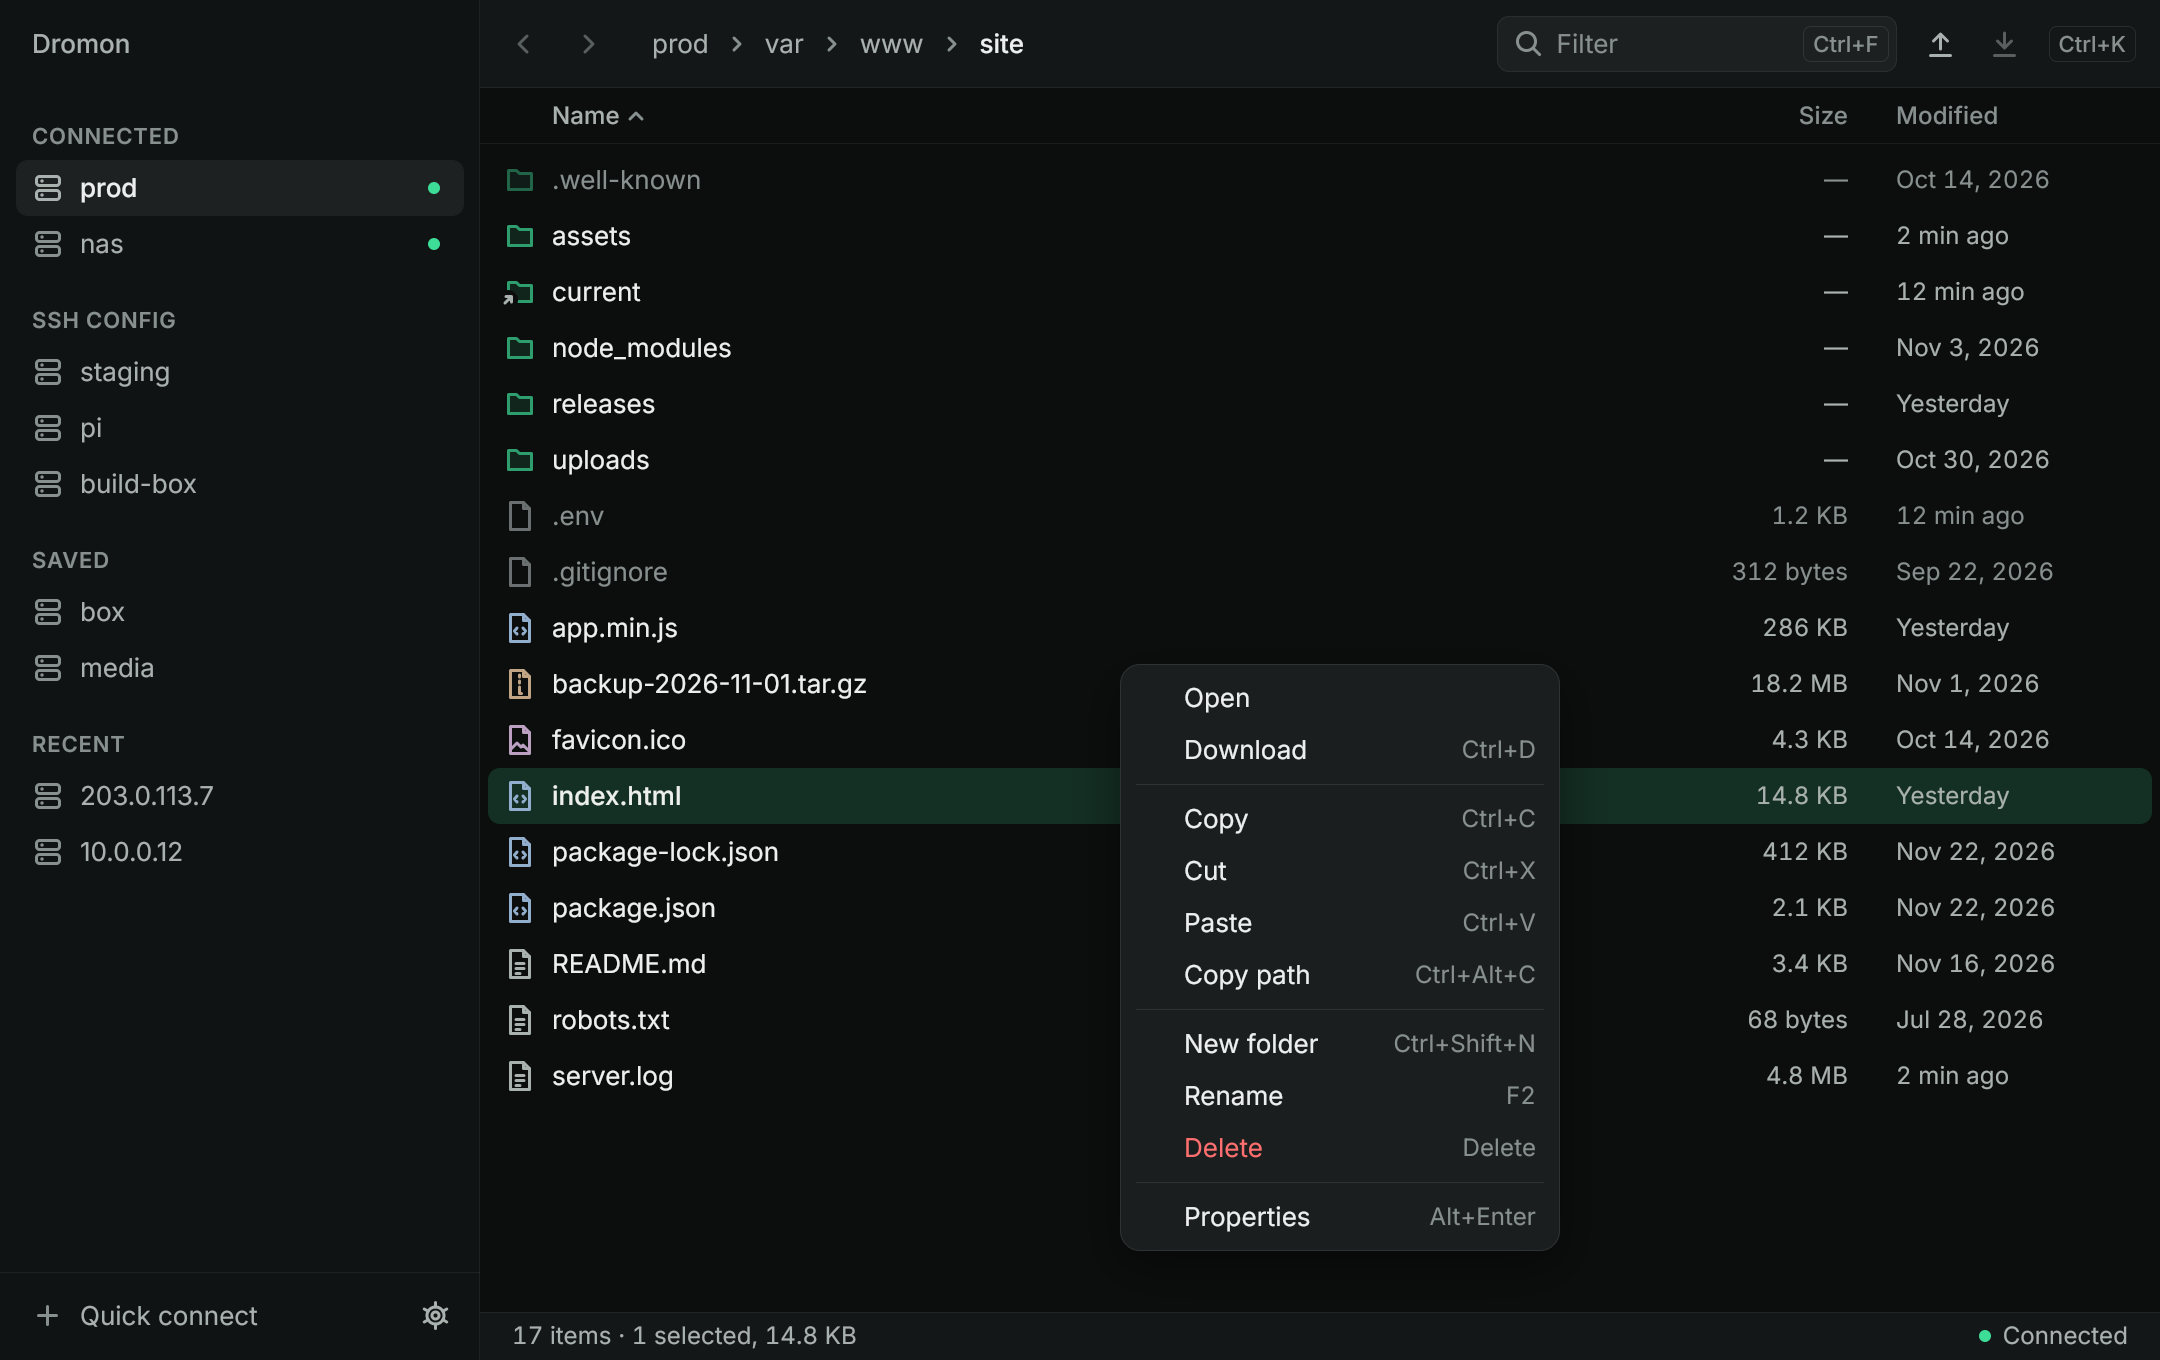 Dromon
CONNECTED
prod
nas
SSH CONFIG
staging
pi
build-box
SAVED
box
media
RECENT
203.0.113.7
10.0.0.12
Quick connect
prod › var › www › site
Filter Ctrl+F
Ctrl+K
Name Size Modified
.well-known — Oct 14, 2026
assets — 2 min ago
current — 12 min ago
node_modules — Nov 3, 2026
releases — Yesterday
uploads — Oct 30, 2026
.env 1.2 KB 12 min ago
.gitignore 312 bytes Sep 22, 2026
app.min.js 286 KB Yesterday
backup-2026-11-01.tar.gz 18.2 MB Nov 1, 2026
favicon.ico 4.3 KB Oct 14, 2026
index.html 14.8 KB Yesterday
package-lock.json 412 KB Nov 22, 2026
package.json 2.1 KB Nov 22, 2026
README.md 3.4 KB Nov 16, 2026
robots.txt 68 bytes Jul 28, 2026
server.log 4.8 MB 2 min ago
Open
Download Ctrl+D
Copy Ctrl+C
Cut Ctrl+X
Paste Ctrl+V
Copy path Ctrl+Alt+C
New folder Ctrl+Shift+N
Rename F2
Delete Delete
Properties Alt+Enter
17 items · 1 selected, 14.8 KB
Connected